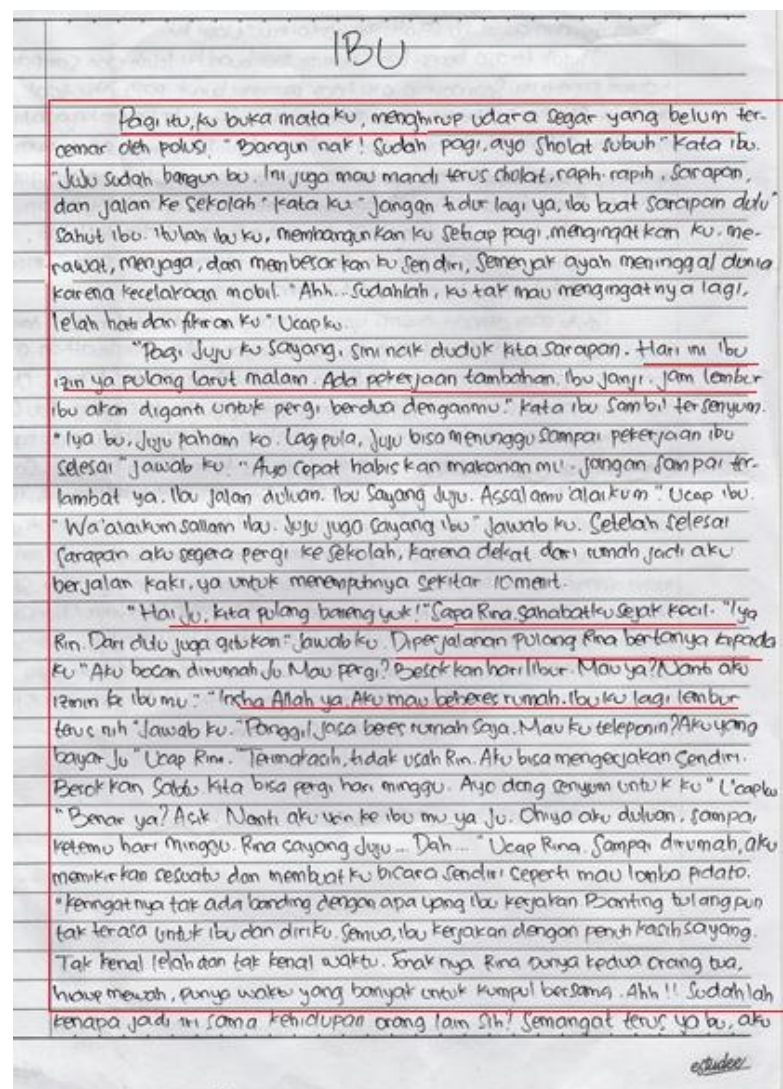 IBU
Pagi itu, ku buka mataku, menghirup udara segar yang belum ter-
cemar oleh polusi. "Bangun nak! Sudah pagi, ayo sholat subuh" Kata ibu.
"Juju sudah bangun bu. Ini juga mau mandi terus sholat, rapih-rapih, sarapan,
dan jalan ke sekolah" kata ku "Jangan tidur lagi ya, ibu buat sarapan dulu"
Sahut ibu. Itulah ibu ku, membangunkan ku setiap pagi, mengingatkan ku, me-
rawat, menjaga, dan membesarkan ku sendiri, semenjak ayah meninggal dunia
karena kecelakaan mobil. "Ahh... Sudahlah, ku tak mau mengingatnya lagi,
lelah hati dan fikiran ku" Ucapku.
"Pagi Juju ku sayang, sini naik duduk kita sarapan. Hari ini Ibu
izin ya pulang larut malam. Ada pekerjaan tambahan. Ibu janji, jam lembur
ibu akan diganti untuk pergi berdua denganmu." kata ibu sambil tersenyum.
"Iya bu, Juju paham ko. Lagi pula, Juju bisa menunggu sampai pekerjaan ibu
selesai" jawab ku. "Ayo cepat habiskan makanan mu. Jangan sampai ter-
lambat ya. Ibu jalan duluan. Ibu Sayang Juju. Assalamu'alaikum" Ucap ibu.
"Wa'alaikumsallam ibu. Juju juga sayang ibu" Jawab ku. Setelah selesai
sarapan aku segera pergi ke sekolah, karena dekat dari rumah jadi aku
berjalan kaki, ya untuk menempuhnya sekitar 10 menit.
"Hai Ju, kita pulang bareng yuk!" Sapa Rina, sahabatku sejak kecil. "Iya
Rin. Dari dulu juga gitu kan" Jawab ku. Diperjalanan pulang Rina bertanya kepada
ku "Aku bosan dirumah Ju. Mau pergi? Besok kan hari libur. Mau ya? Nanti aku
izinin ke ibu mu". "Insha Allah ya. Aku mau beberes rumah. Ibu ku lagi lembur
terus nih" Jawab ku. "Panggil jasa beres rumah saja. Mau ku teleponin? Aku yang
bayar Ju" Ucap Rina. "Terimakasih, tidak usah Rin. Aku bisa mengerjakan sendiri.
Besok kan Sabtu. Kita bisa pergi hari minggu. Ayo dong senyum untuk ku" Ucapku
"Benar ya? Asik. Nanti aku izin ke ibu mu ya Ju. Ohiya aku duluan, sampai
ketemu hari minggu. Rina sayang Juju... Dah..." Ucap Rina. Sampai dirumah, aku
memikirkan sesuatu dan membuat ku bicara sendiri seperti mau lomba pidato.
"Keringatnya tak ada banding dengan apa yang ibu kerjakan. Banting tulang pun
tak terasa untuk ibu dan diriku. Semua, ibu kerjakan dengan penuh kasih sayang.
Tak kenal lelah dan tak kenal waktu. Enak nya Rina punya kedua orang tua,
hidup mewah, punya waktu yang banyak untuk kumpul bersama. Ahh!! Sudahlah
kenapa jadi iri sama kehidupan orang lain sih? Semangat terus ya bu, aku
estudee